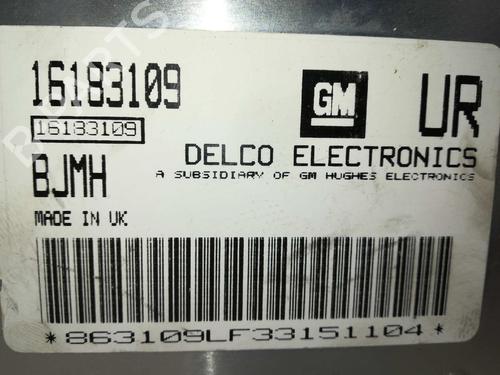 16183109
16183109
BJMH
MADE IN UK
GM
UR
DELCO ELECTRONICS
A SUBSIDIARY OF GM HUGHES ELECTRONICS
*863109LF33151104*